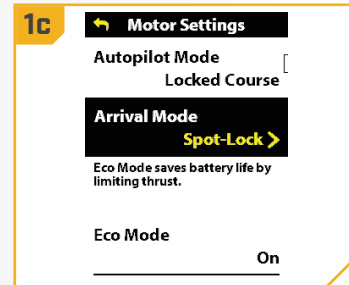 1c
Motor Settings
Autopilot Mode
Locked Course
Arrival Mode
Spot-Lock
Eco Mode saves battery life by
limiting thrust.
Eco Mode
On